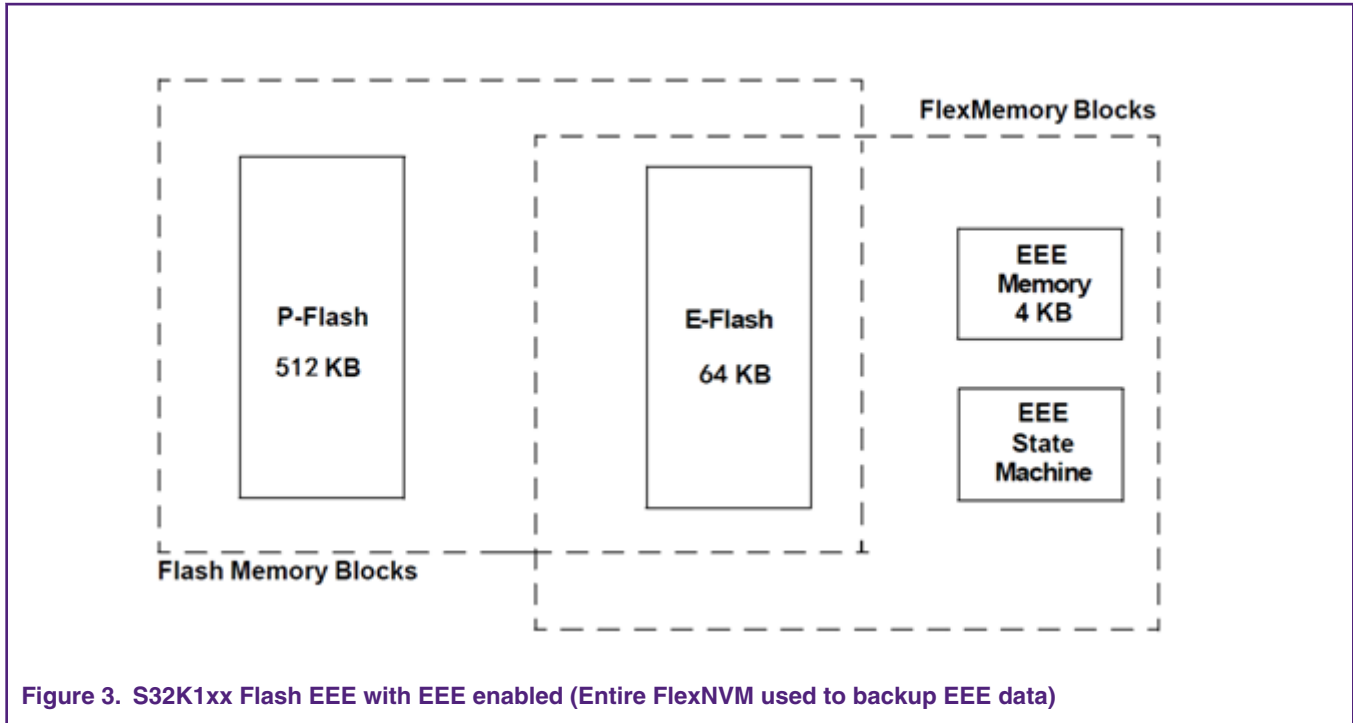 FlexMemory Blocks
P-Flash
512 KB
E-Flash
64 KB
EEE
Memory
4 KB
EEE
State
Machine
Flash Memory Blocks
Figure 3. S32K1xx Flash EEE with EEE enabled (Entire FlexNVM used to backup EEE data)